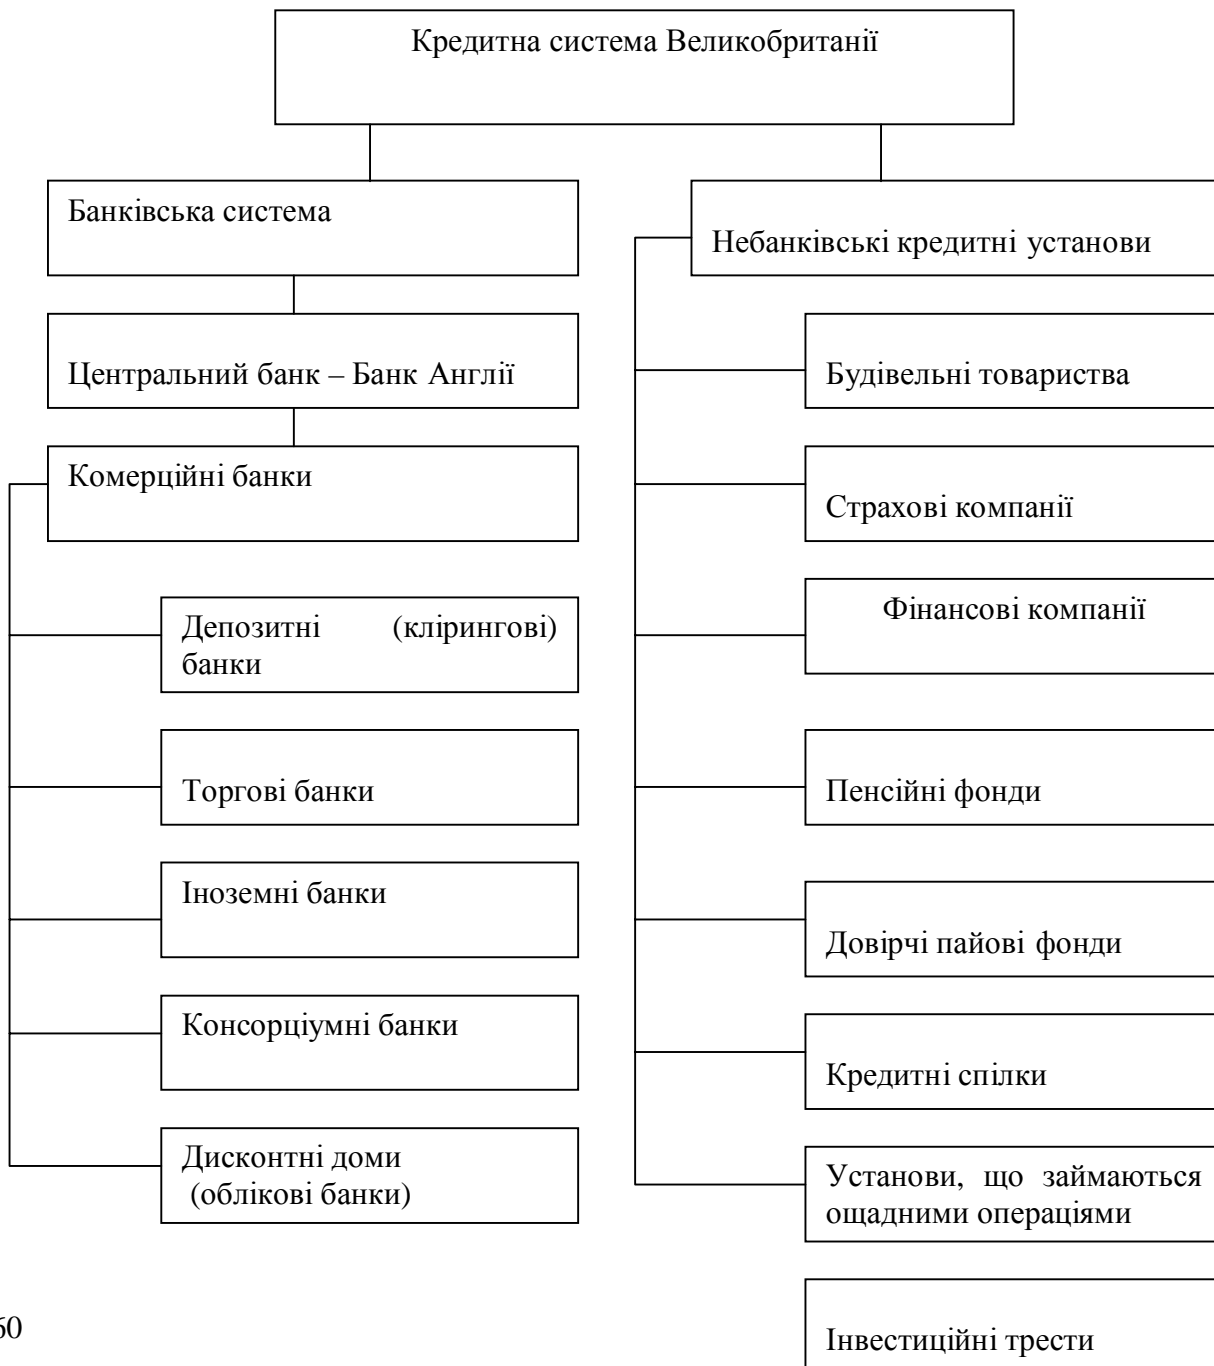 Кредитна система Великобританії
Банківська система
Небанківські кредитні установи
Центральний банк – Банк Англії
Будівельні товариства
Комерційні банки
Страхові компанії
Депозитні (клірингові)
банки
Фінансові компанії
Торгові банки
Пенсійні фонди
Іноземні банки
Довірчі пайові фонди
Консорціумні банки
Кредитні спілки
Дисконтні доми
(облікові банки)
Установи, що займаються
ощадними операціями
Інвестиційні трести
60